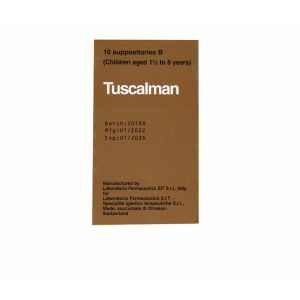 10 suppositories B
(Children aged 1½ to 8 years)
Tuscalman
Batch:2018A
Mfg:01/2022
Exp:01/2026
Manufactured by
Laboratorio Farmaceutico SIT S.r.l., Italy
for
Laboratorio Farmaceutico S.I.T. -
Specialità igienico terapeutiche S.r.l.,
Mede, succursale di Chiasso -
Switzerland